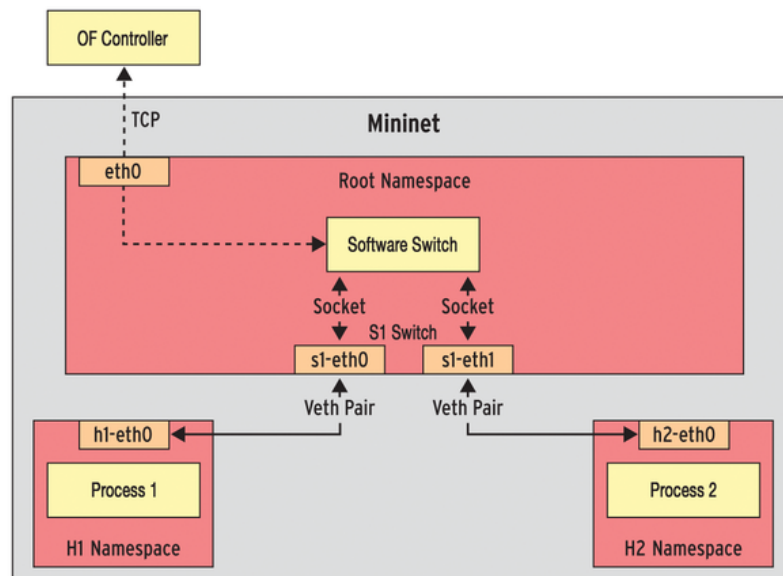 OF Controller
TCP
Mininet
eth0
Root Namespace
Software Switch
Socket
Socket
S1 Switch
s1-eth0
s1-eth1
Veth Pair
Veth Pair
h1-eth0
h2-eth0
Process 1
Process 2
H1 Namespace
H2 Namespace